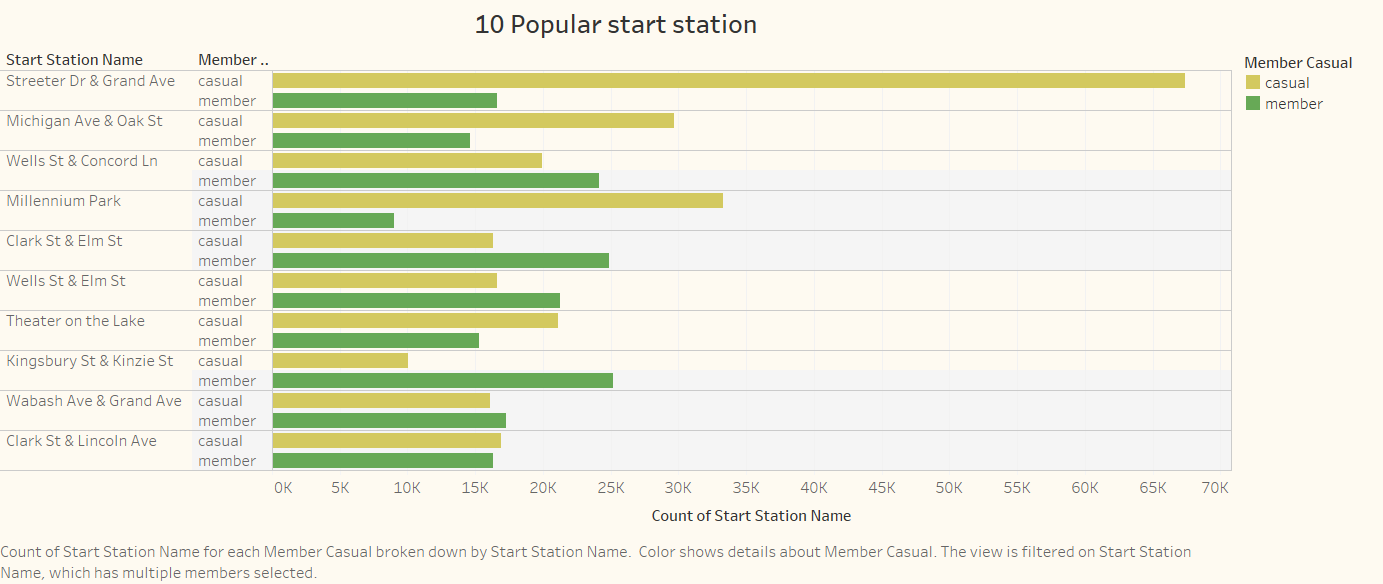 10 Popular start station
Start Station Name Member ..
Member Casual
casual
member
Streeter Dr & Grand Ave casual
member
Michigan Ave & Oak St casual
member
Wells St & Concord Ln casual
member
Millennium Park casual
member
Clark St & Elm St casual
member
Wells St & Elm St casual
member
Theater on the Lake casual
member
Kingsbury St & Kinzie St casual
member
Wabash Ave & Grand Ave casual
member
Clark St & Lincoln Ave casual
member
0K 5K 10K 15K 20K 25K 30K 35K 40K 45K 50K 55K 60K 65K 70K
Count of Start Station Name
Count of Start Station Name for each Member Casual broken down by Start Station Name. Color shows details about Member Casual. The view is filtered on Start Station
Name, which has multiple members selected.